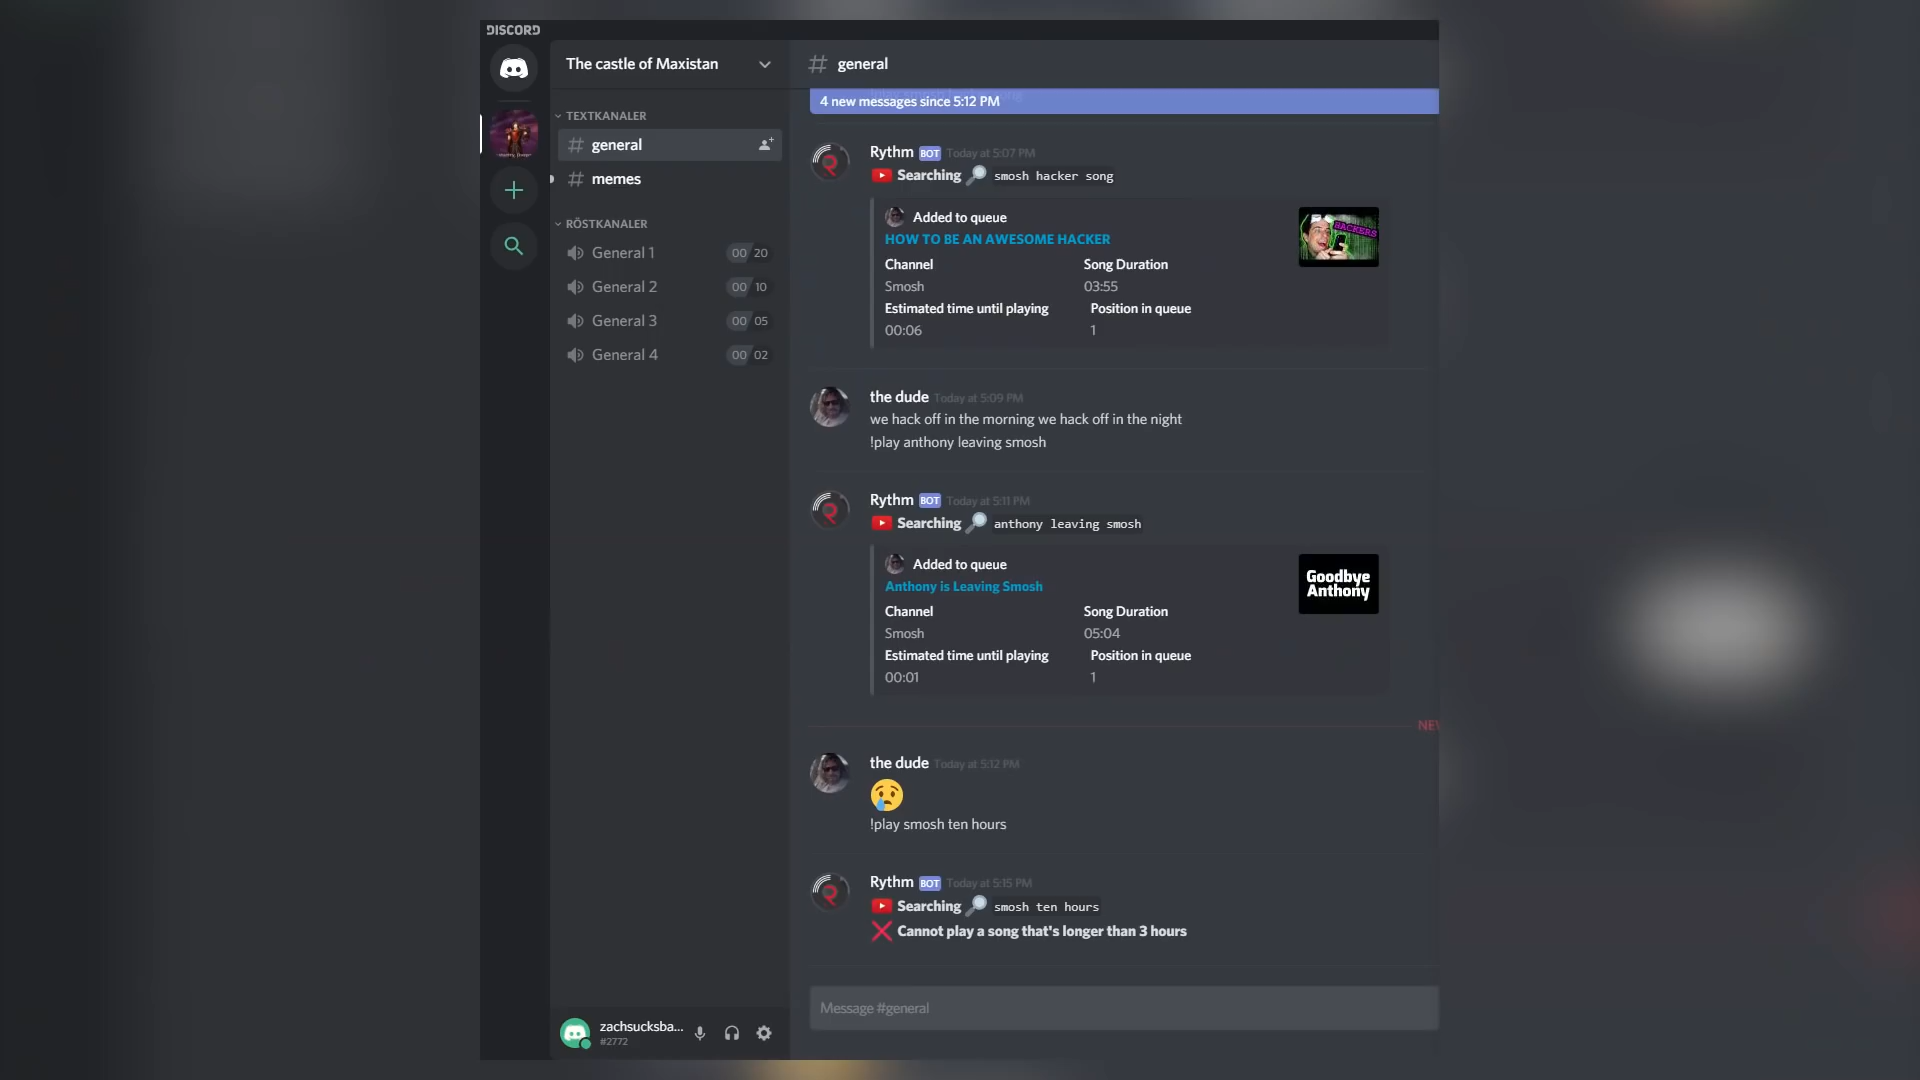 DISCORD
The castle of Maxistan
TEXTKANALER
# general
# memes
RÖSTKANALER
General 1 00 20
General 2 00 10
General 3 00 05
General 4 00 02
zachsucksba...
#2772
# general
4 new messages since 5:12 PM
Rythm BOT Today at 5:07 PM
Searching smosh hacker song
Added to queue
HOW TO BE AN AWESOME HACKER
HACKERS
Channel Song Duration
Smosh 03:55
Estimated time until playing Position in queue
00:06 1
the dude Today at 5:09 PM
we hack off in the morning we hack off in the night
!play anthony leaving smosh
Rythm BOT Today at 5:11 PM
Searching anthony leaving smosh
Added to queue
Anthony is Leaving Smosh
Goodbye
Anthony
Channel Song Duration
Smosh 05:04
Estimated time until playing Position in queue
00:01 1
NEW
the dude Today at 5:12 PM
!play smosh ten hours
Rythm BOT Today at 5:15 PM
Searching smosh ten hours
Cannot play a song that's longer than 3 hours
Message #general